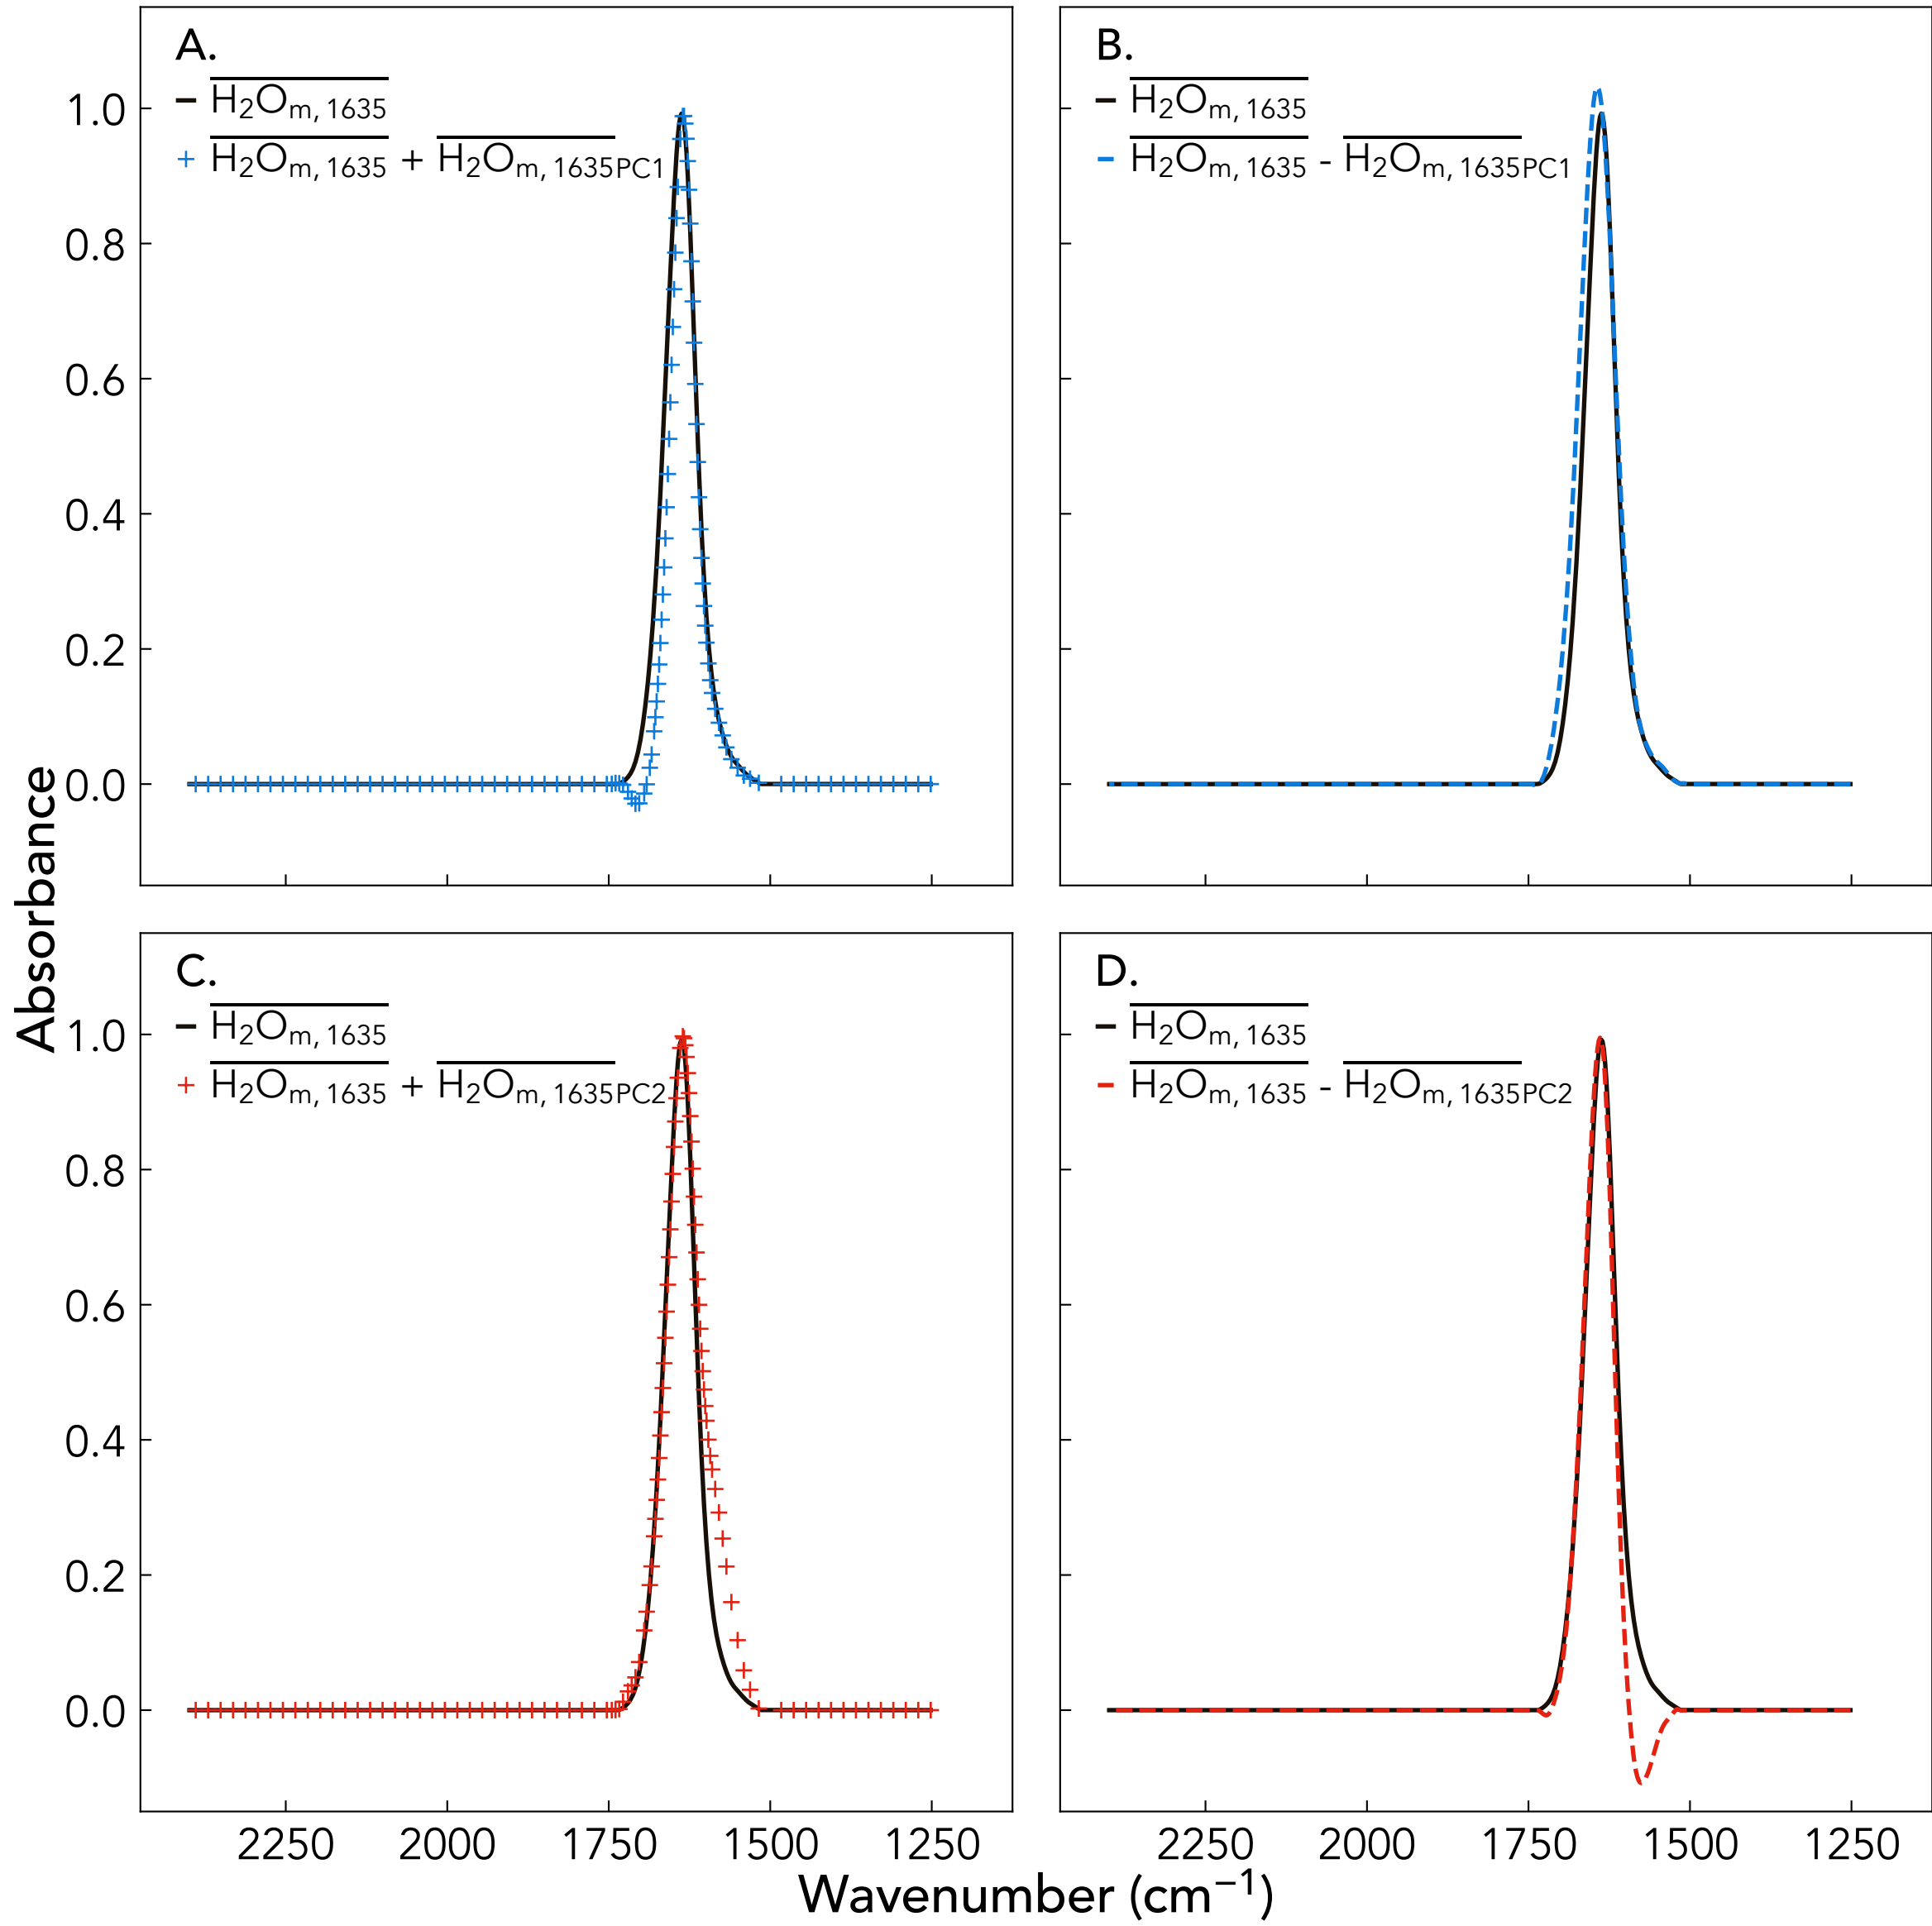 A.
H₂Oₘ, ₁₆₃₅
H₂Oₘ, ₁₆₃₅ + H₂Oₘ, ₁₆₃₅PC1
B.
H₂Oₘ, ₁₆₃₅
H₂Oₘ, ₁₆₃₅ - H₂Oₘ, ₁₆₃₅PC1
1.0
0.8
0.6
0.4
0.2
0.0
Absorbance
C.
H₂Oₘ, ₁₆₃₅
H₂Oₘ, ₁₆₃₅ + H₂Oₘ, ₁₆₃₅PC2
D.
H₂Oₘ, ₁₆₃₅
H₂Oₘ, ₁₆₃₅ - H₂Oₘ, ₁₆₃₅PC2
1.0
0.8
0.6
0.4
0.2
0.0
2250 2000 1750 1500 1250
2250 2000 1750 1500 1250
Wavenumber (cm⁻¹)